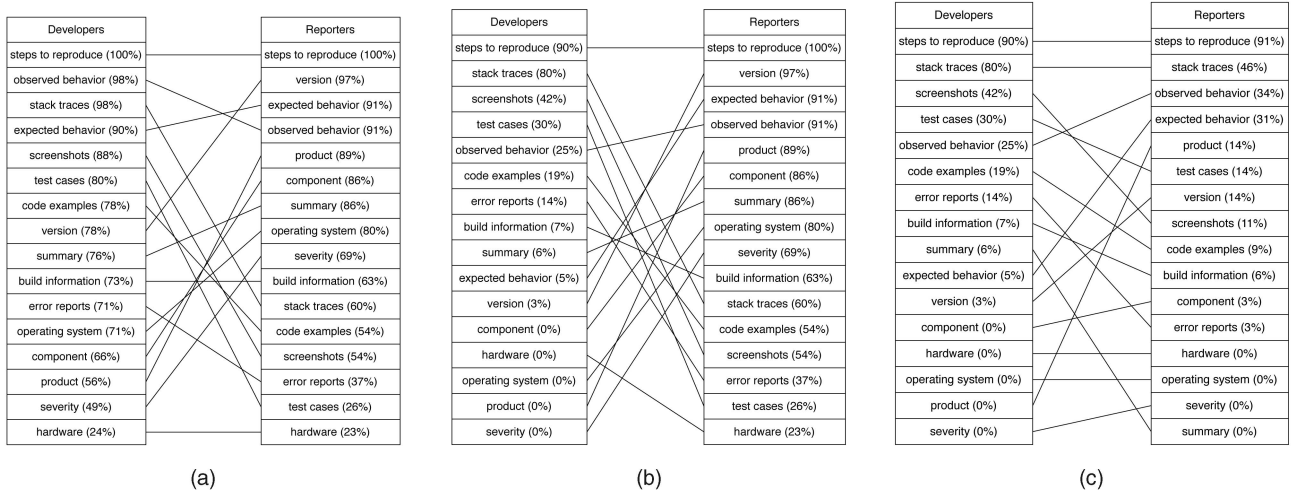 Developers
steps to reproduce (100%)
observed behavior (98%)
stack traces (98%)
expected behavior (90%)
screenshots (88%)
test cases (80%)
code examples (78%)
version (78%)
summary (76%)
build information (73%)
error reports (71%)
operating system (71%)
component (66%)
product (56%)
severity (49%)
hardware (24%)
Reporters
steps to reproduce (100%)
version (97%)
expected behavior (91%)
observed behavior (91%)
product (89%)
component (86%)
summary (86%)
operating system (80%)
severity (69%)
build information (63%)
stack traces (60%)
code examples (54%)
screenshots (54%)
error reports (37%)
test cases (26%)
hardware (23%)
(a)
Developers
steps to reproduce (90%)
stack traces (80%)
screenshots (42%)
test cases (30%)
observed behavior (25%)
code examples (19%)
error reports (14%)
build information (7%)
summary (6%)
expected behavior (5%)
version (3%)
component (0%)
hardware (0%)
operating system (0%)
product (0%)
severity (0%)
Reporters
steps to reproduce (100%)
version (97%)
expected behavior (91%)
observed behavior (91%)
product (89%)
component (86%)
summary (86%)
operating system (80%)
severity (69%)
build information (63%)
stack traces (60%)
code examples (54%)
screenshots (54%)
error reports (37%)
test cases (26%)
hardware (23%)
(b)
Developers
steps to reproduce (90%)
stack traces (80%)
screenshots (42%)
test cases (30%)
observed behavior (25%)
code examples (19%)
error reports (14%)
build information (7%)
summary (6%)
expected behavior (5%)
version (3%)
component (0%)
hardware (0%)
operating system (0%)
product (0%)
severity (0%)
Reporters
steps to reproduce (91%)
stack traces (46%)
observed behavior (34%)
expected behavior (31%)
product (14%)
test cases (14%)
version (14%)
screenshots (11%)
code examples (9%)
build information (6%)
component (3%)
error reports (3%)
hardware (0%)
operating system (0%)
severity (0%)
summary (0%)
(c)